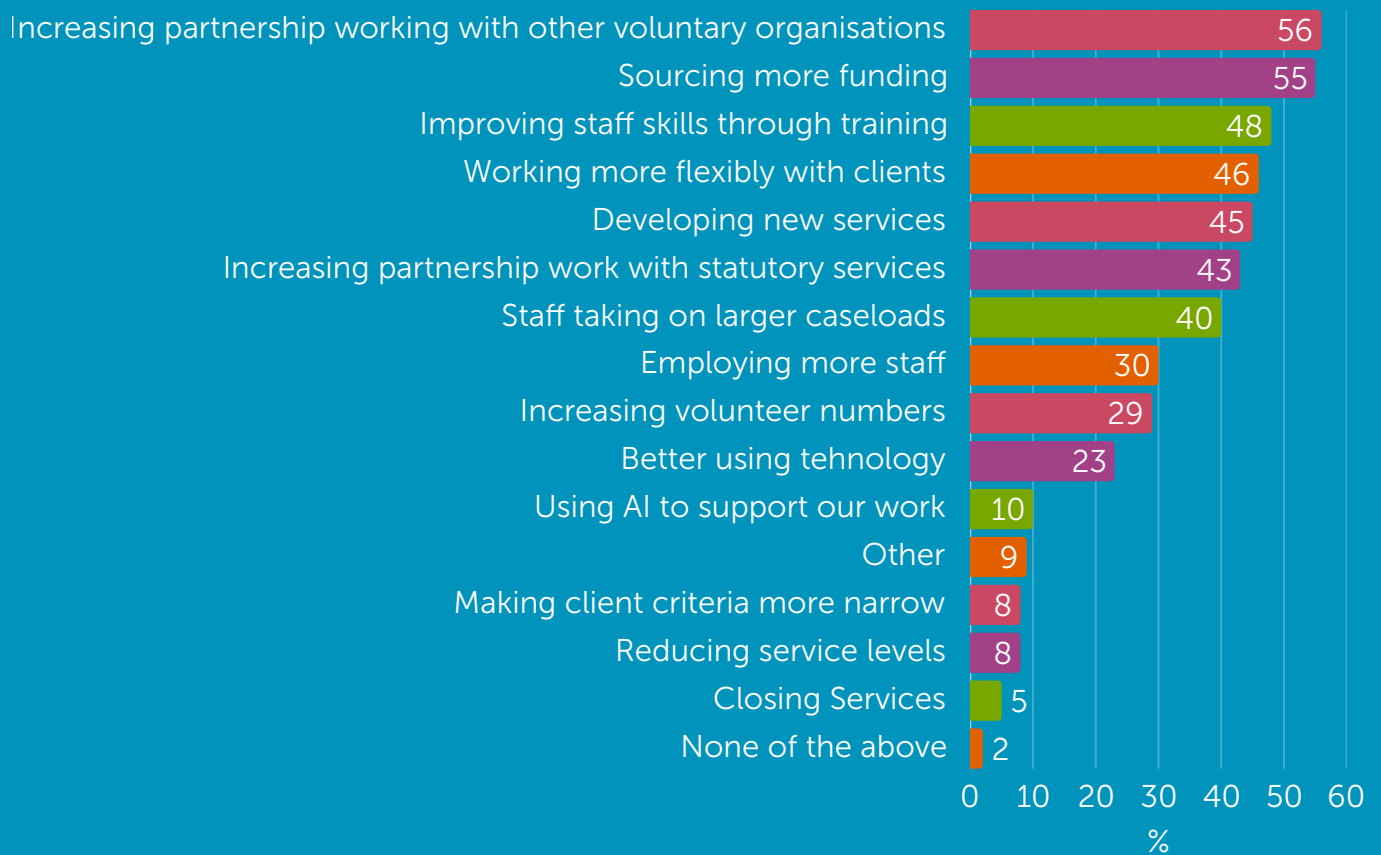 Increasing partnership working with other voluntary organisations 56
Sourcing more funding 55
Improving staff skills through training 48
Working more flexibly with clients 46
Developing new services 45
Increasing partnership work with statutory services 43
Staff taking on larger caseloads 40
Employing more staff 30
Increasing volunteer numbers 29
Better using tehnology 23
Using AI to support our work 10
Other 9
Making client criteria more narrow 8
Reducing service levels 8
Closing Services 5
None of the above 2
0 10 20 30 40 50 60
%